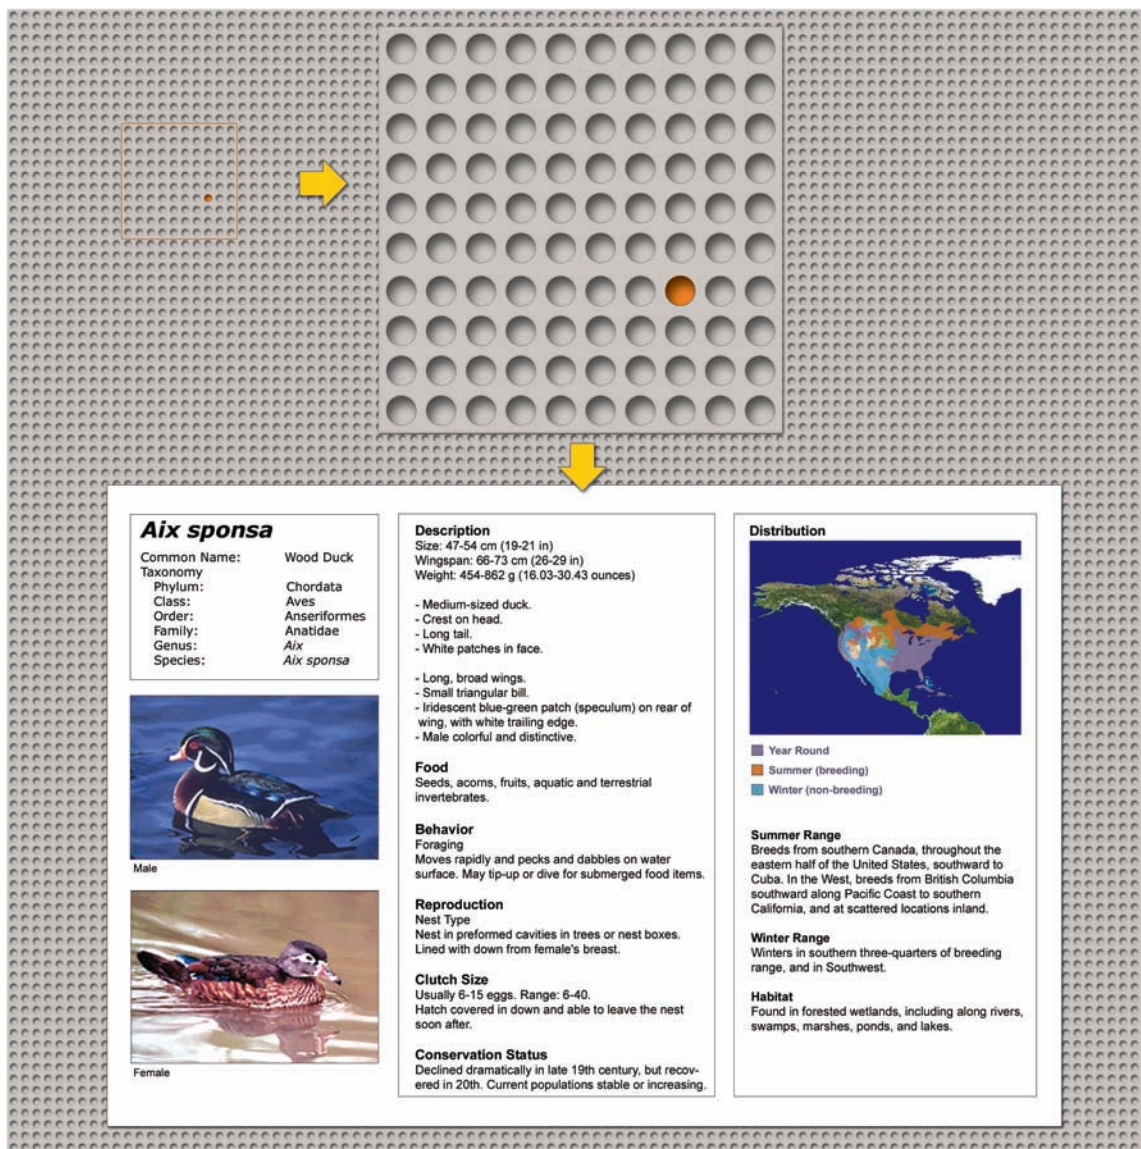 Aix sponsa
Common Name: Wood Duck
Taxonomy
Phylum: Chordata
Class: Aves
Order: Anseriformes
Family: Anatidae
Genus: Aix
Species: Aix sponsa
Male
Female
Description
Size: 47-54 cm (19-21 in)
Wingspan: 66-73 cm (26-29 in)
Weight: 454-862 g (16.03-30.43 ounces)
- Medium-sized duck.
- Crest on head.
- Long tail.
- White patches in face.
- Long, broad wings.
- Small triangular bill.
- Iridescent blue-green patch (speculum) on rear of
wing, with white trailing edge.
- Male colorful and distinctive.
Food
Seeds, acorns, fruits, aquatic and terrestrial
invertebrates.
Behavior
Foraging
Moves rapidly and pecks and dabbles on water
surface. May tip-up or dive for submerged food items.
Reproduction
Nest Type
Nest in preformed cavities in trees or nest boxes.
Lined with down from female's breast.
Clutch Size
Usually 6-15 eggs. Range: 6-40.
Hatch covered in down and able to leave the nest
soon after.
Conservation Status
Declined dramatically in late 19th century, but recov-
ered in 20th. Current populations stable or increasing.
Distribution
Year Round
Summer (breeding)
Winter (non-breeding)
Summer Range
Breeds from southern Canada, throughout the
eastern half of the United States, southward to
Cuba. In the West, breeds from British Columbia
southward along Pacific Coast to southern
California, and at scattered locations inland.
Winter Range
Winters in southern three-quarters of breeding
range, and in Southwest.
Habitat
Found in forested wetlands, including along rivers,
swamps, marshes, ponds, and lakes.